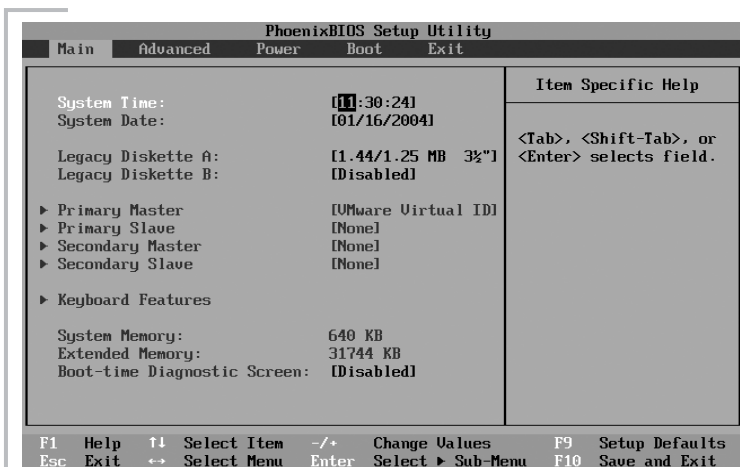 PhoenixBIOS Setup Utility
Main Advanced Power Boot Exit
Item Specific Help
System Time: [11:30:24]
System Date: [01/16/2004]
<Tab>, <Shift-Tab>, or
<Enter> selects field.
Legacy Diskette A: [1.44/1.25 MB 3½"]
Legacy Diskette B: [Disabled]
▶ Primary Master [VMware Virtual ID]
▶ Primary Slave [None]
▶ Secondary Master [None]
▶ Secondary Slave [None]
▶ Keyboard Features
System Memory: 640 KB
Extended Memory: 31744 KB
Boot-time Diagnostic Screen: [Disabled]
F1 Help ↑↓ Select Item -/+ Change Values F9 Setup Defaults
Esc Exit ↔ Select Menu Enter Select ▶ Sub-Menu F10 Save and Exit